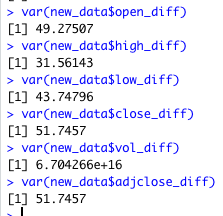 > var(new_data$open_diff)
[1] 49.27507
> var(new_data$high_diff)
[1] 31.56143
> var(new_data$low_diff)
[1] 43.74796
> var(new_data$close_diff)
[1] 51.7457
> var(new_data$vol_diff)
[1] 6.704266e+16
> var(new_data$adjclose_diff)
[1] 51.7457
>